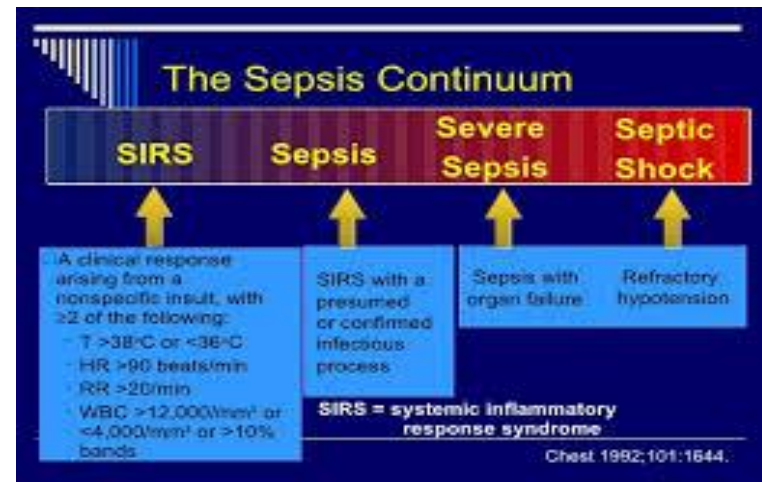 The Sepsis Continuum
SIRS
Sepsis
Severe
Sepsis
Septic
Shock
A clinical response
arising from a
nonspecific insult, with
≥2 of the following:
T >38°C or <36°C
HR >90 beats/min
RR >20/min
WBC >12,000/mm³ or
<4,000/mm³ or >10%
bands
SIRS with a
presumed
or confirmed
infectious
process
Sepsis with
organ failure
Refractory
hypotension
SIRS = systemic inflammatory
response syndrome
Chest 1992;101:1644.